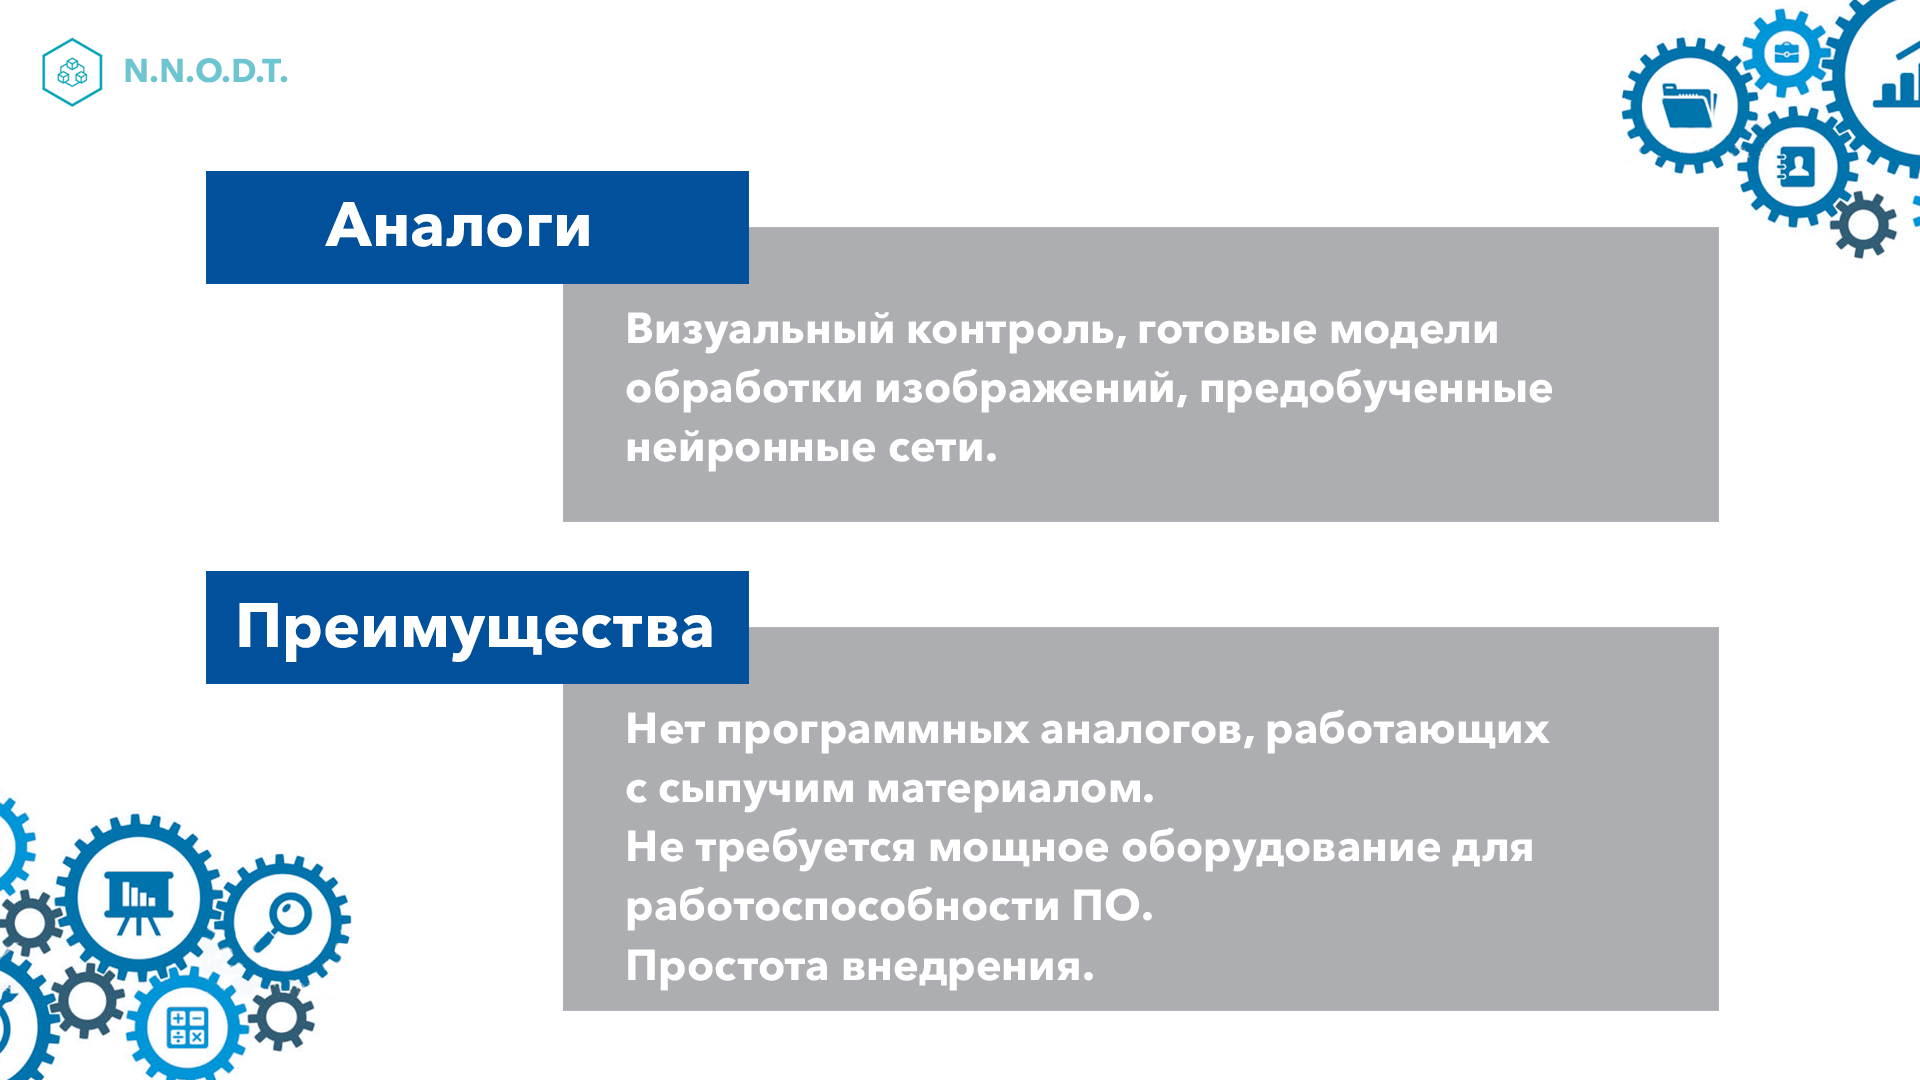 N.N.O.D.T.
Аналоги
Визуальный контроль, готовые модели
обработки изображений, предобученные
нейронные сети.
Преимущества
Нет программных аналогов, работающих
с сыпучим материалом.
Не требуется мощное оборудование для
работоспособности ПО.
Простота внедрения.